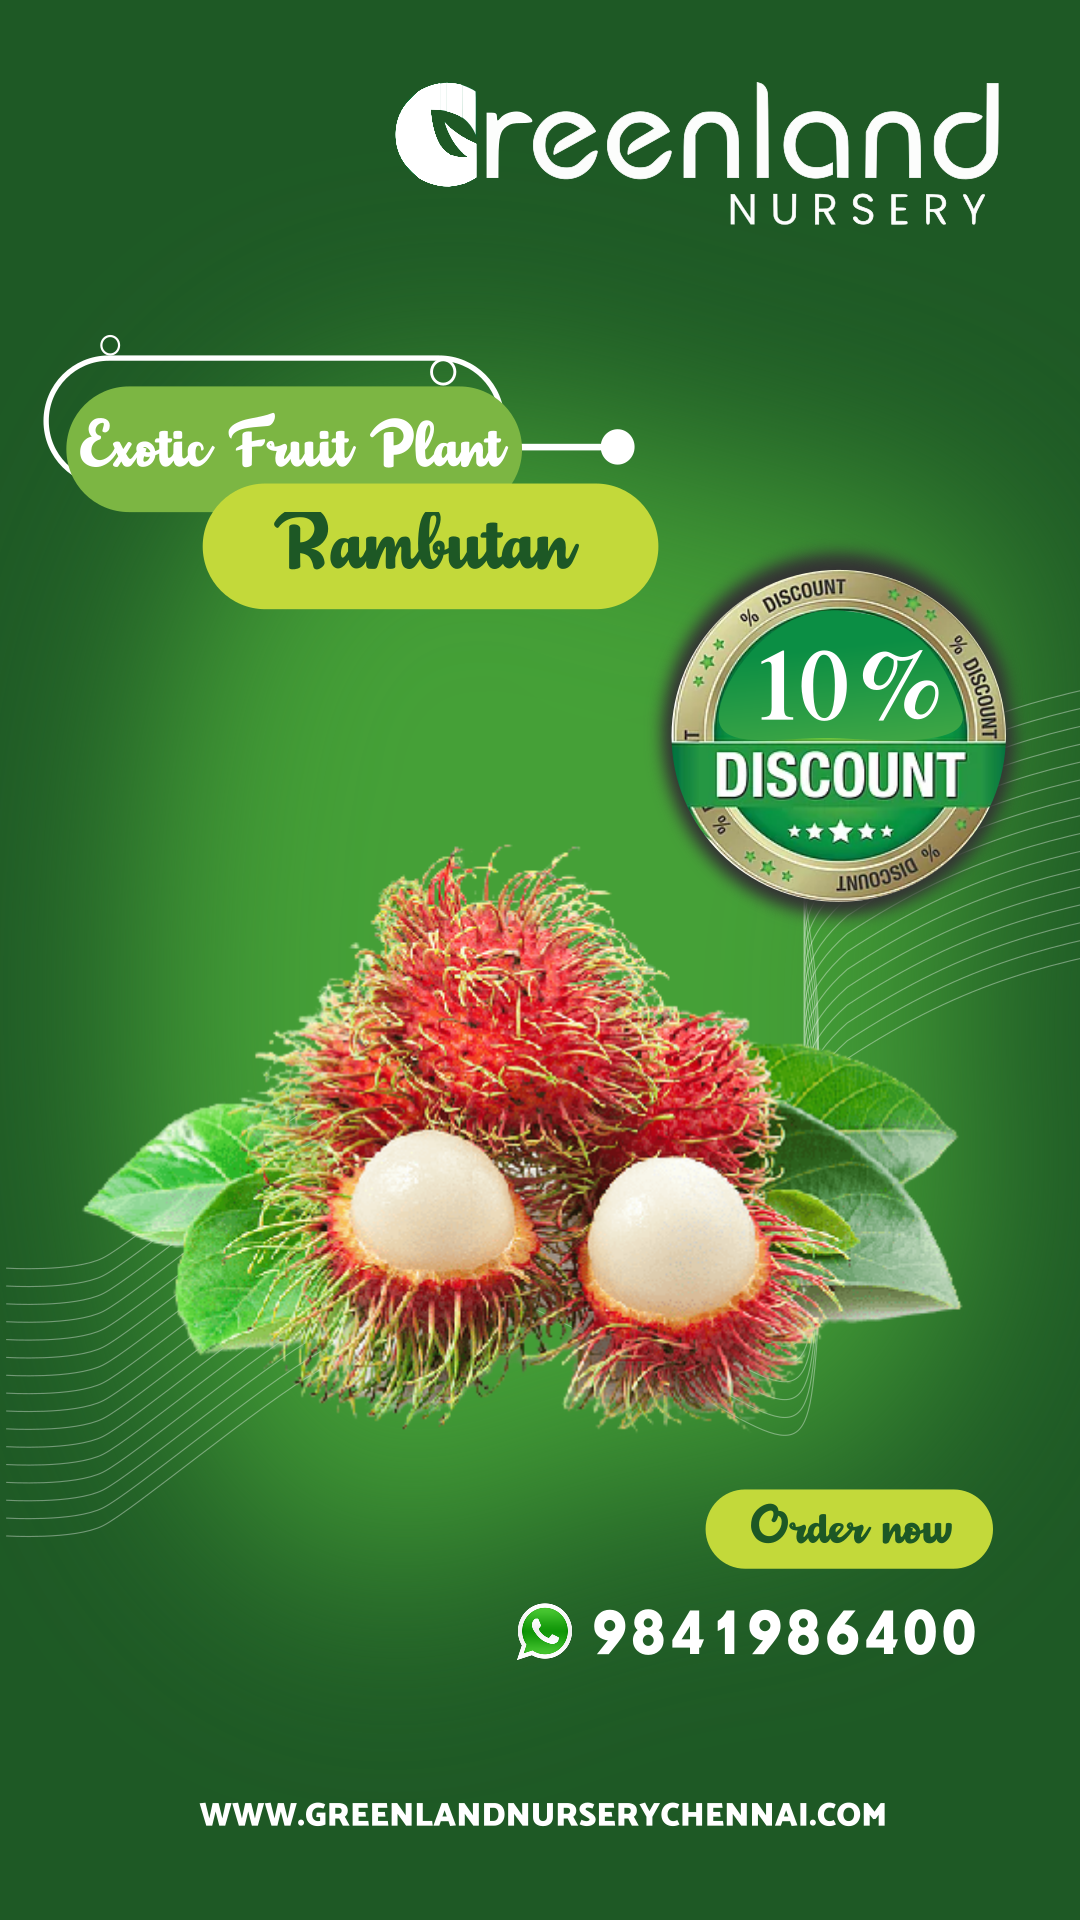 Greenland
NURSERY
Exotic Fruit Plant
Rambutan
% DISCOUNT
% DISCOUNT
10%
DISCOUNT
% DISCOUNT
%
T
Order now
9841986400
WWW.GREENLANDNURSERYCHENNAI.COM